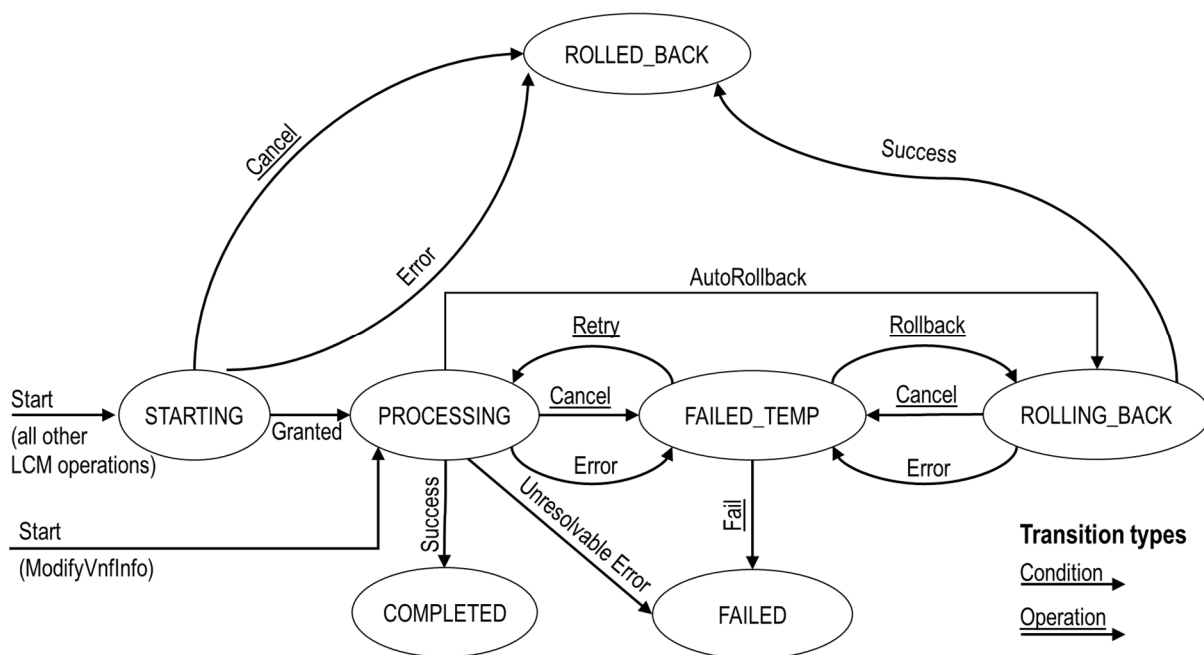 ROLLED_BACK
Cancel
Success
Error
AutoRollback
Retry
Rollback
Start
STARTING
Granted
PROCESSING
Cancel
FAILED_TEMP
Cancel
ROLLING_BACK
(all other
LCM operations)
Error
Error
Success
Unresolvable Error
Fail
Start
(ModifyVnfInfo)
Transition types
Condition
Operation
COMPLETED
FAILED